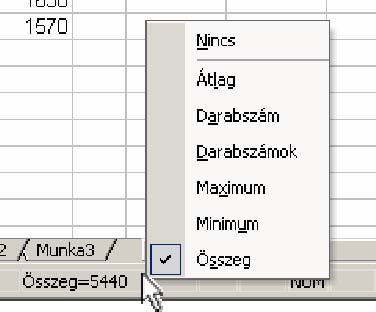 1570
Nincs
Átlag
Darabszám
Darabszámok
Maximum
Minimum
Összeg
2 / Munka3 /
Összeg=5440
NUM